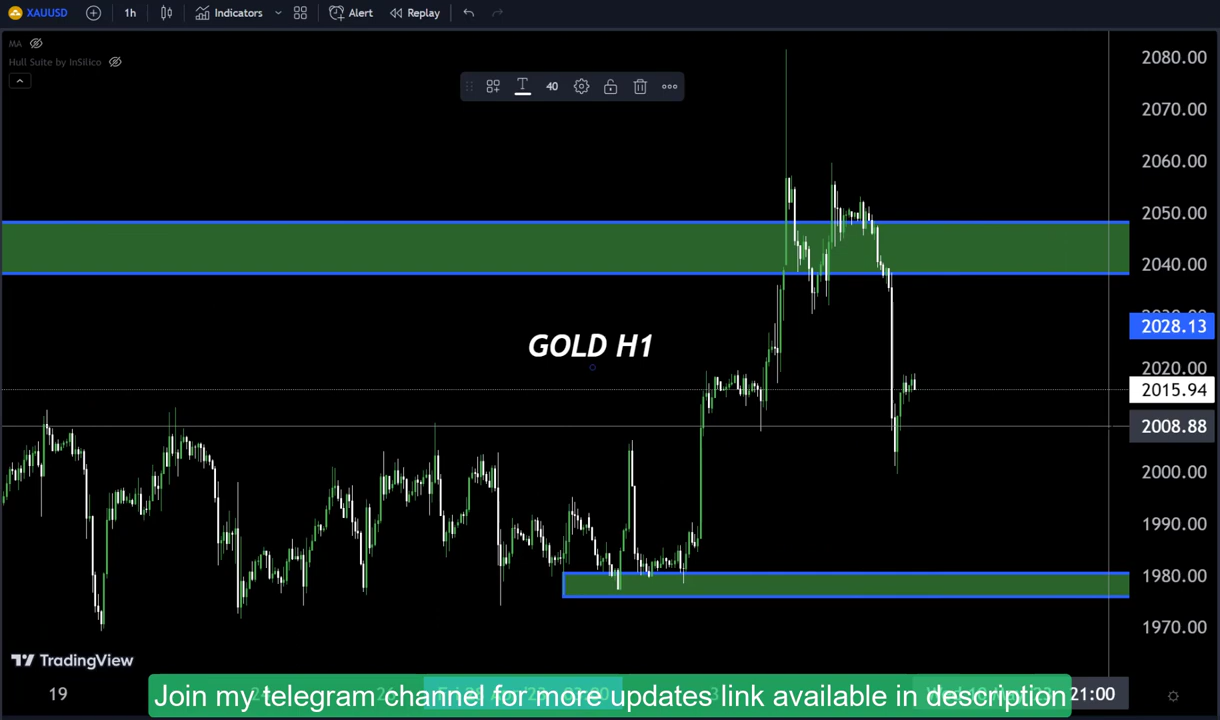 XAUUSD 1h Indicators Alert Replay
MA
Hull Suite by InSilico
40
2080.00
2070.00
2060.00
2050.00
2040.00
2028.13
GOLD H1
2020.00
2015.94
2008.88
2000.00
1990.00
1980.00
1970.00
TradingView
19 3 21:00
Join my telegram channel for more updates link available in description